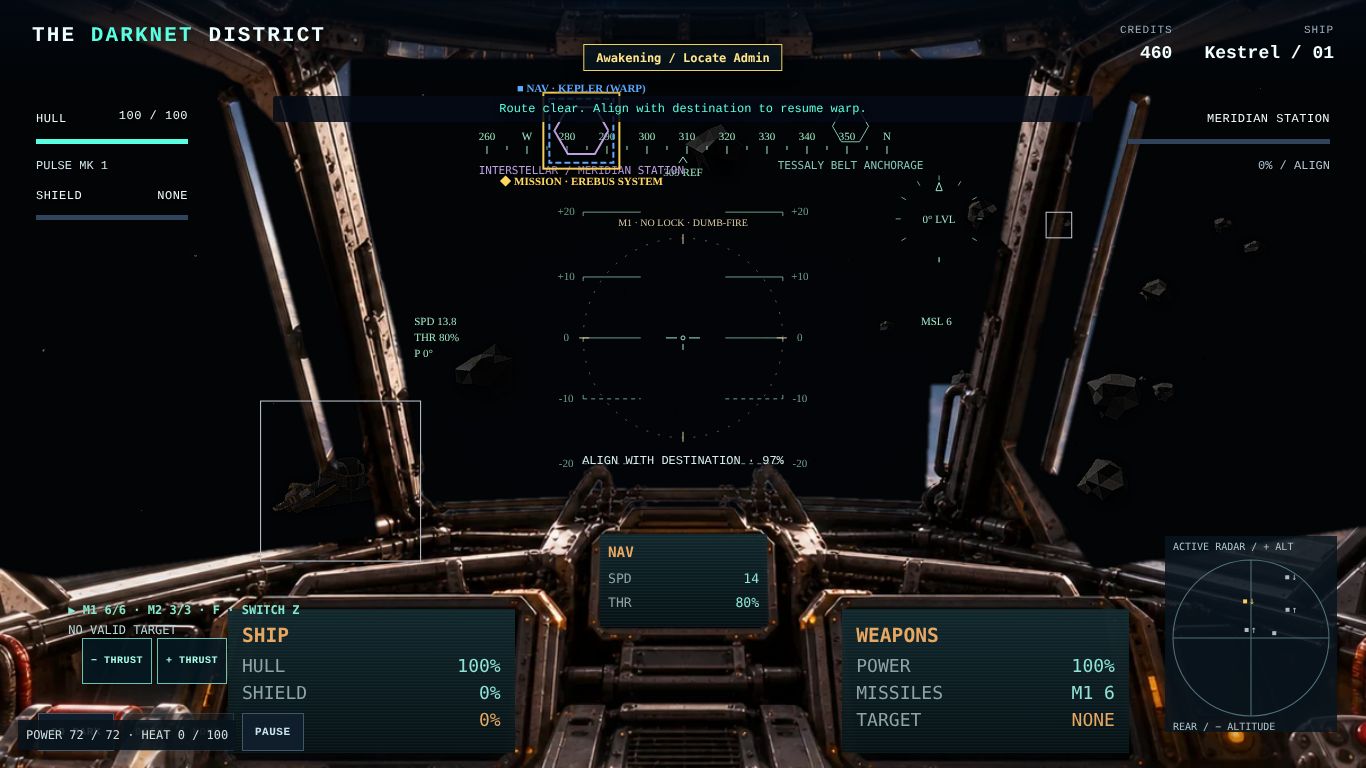 THE DARKNET DISTRICT
CREDITS
SHIP
460
Kestrel / 01
Awakening / Locate Admin
■ NAV · KEPLER (WARP)
Route clear. Align with destination to resume warp.
HULL
100 / 100
MERIDIAN STATION
PULSE MK 1
0% / ALIGN
SHIELD
NONE
260 W 280 290 300 310 320 330 340 350 N
INTERSTELLAR / MERIDIAN STATION
REF
TESSALY BELT ANCHORAGE
◆ MISSION · EREBUS SYSTEM
+20 +20
M1 · NO LOCK · DUMB-FIRE
0° LVL
+10 +10
SPD 13.8
THR 80%
P 0°
MSL 6
0 0
-10 -10
-20 -20
ALIGN WITH DESTINATION · 97%
NAV
SPD 14
THR 80%
ACTIVE RADAR / + ALT
REAR / − ALTITUDE
▶ M1 6/6 · M2 3/3 · F · SWITCH Z
NO VALID TARGET
− THRUST
+ THRUST
SHIP
HULL 100%
SHIELD 0%
0%
PAUSE
POWER 72 / 72 · HEAT 0 / 100
WEAPONS
POWER 100%
MISSILES M1 6
TARGET NONE